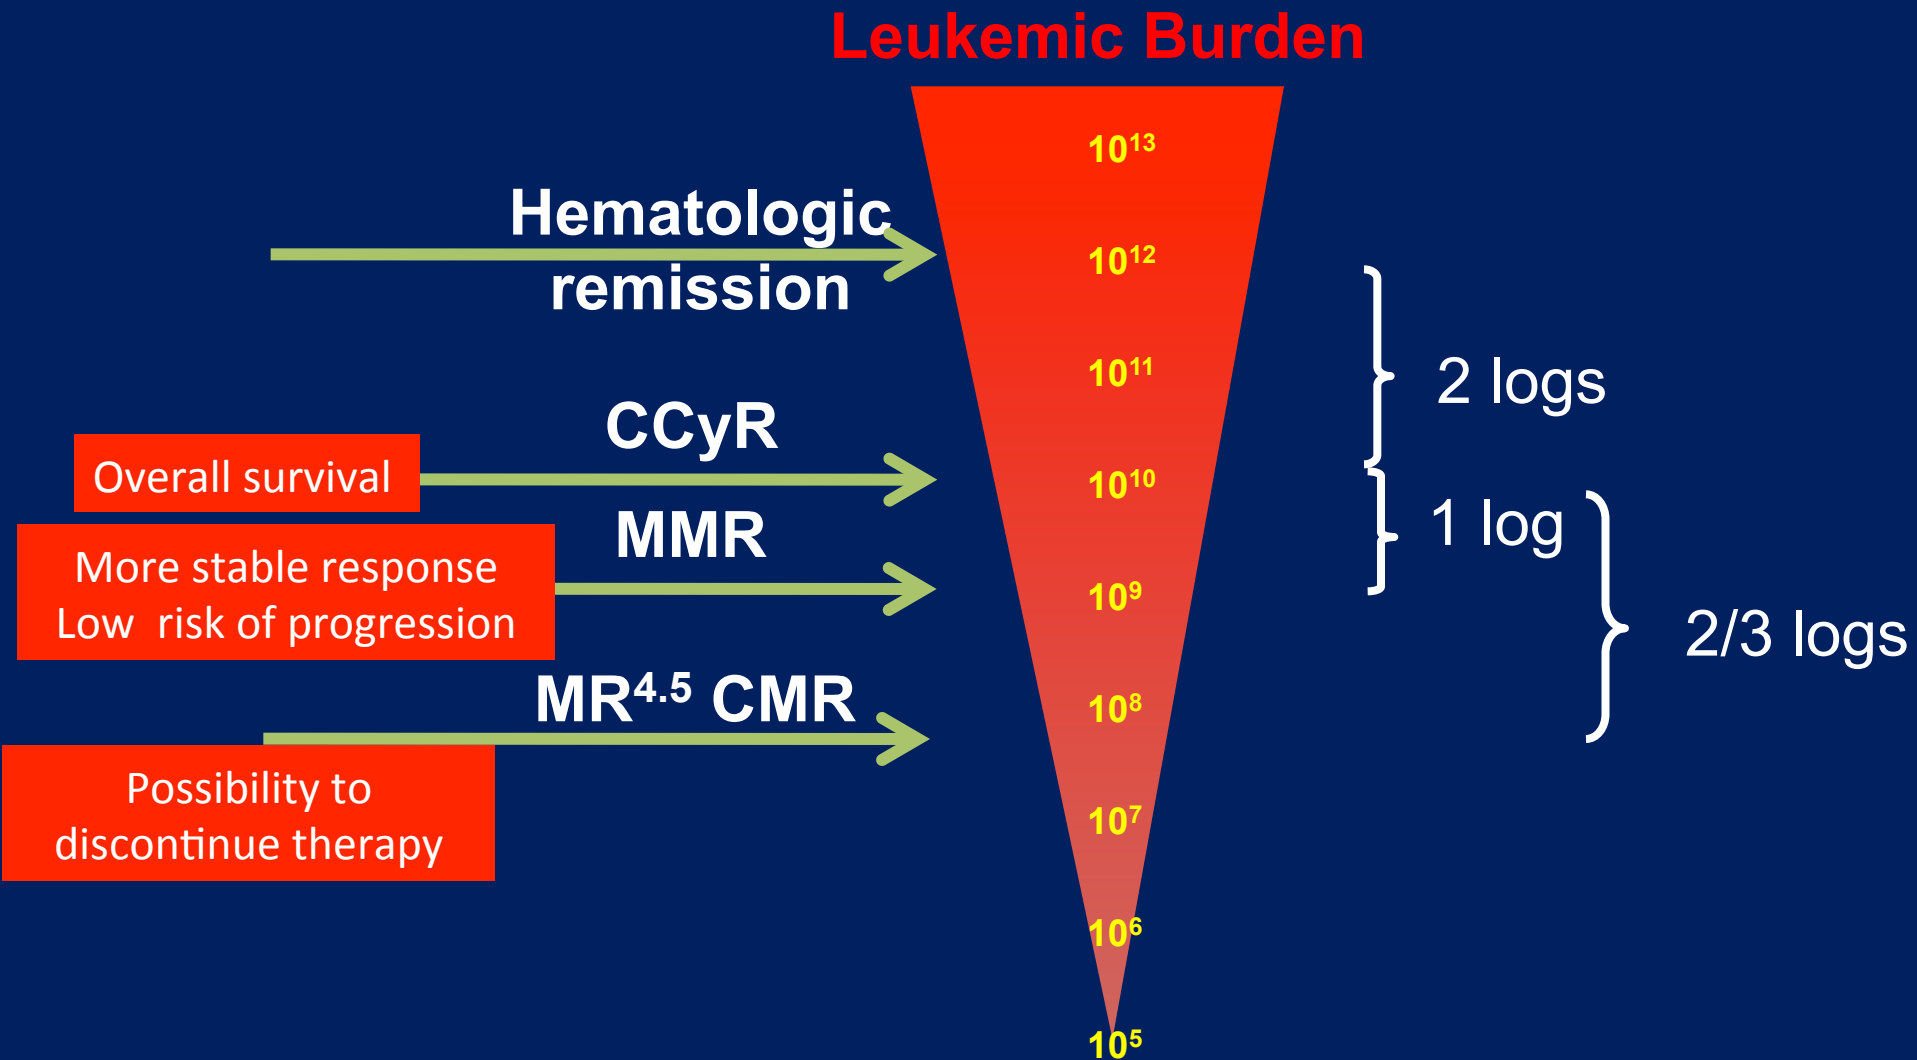 Leukemic Burden
10¹³
Hematologic
remission
10¹²
10¹¹
2 logs
CCyR
Overall survival
10¹⁰
1 log
MMR
More stable response
Low  risk of progression
10⁹
2/3 logs
MR⁴·⁵ CMR
10⁸
Possibility to
discontinue therapy
10⁷
10⁶
10⁵